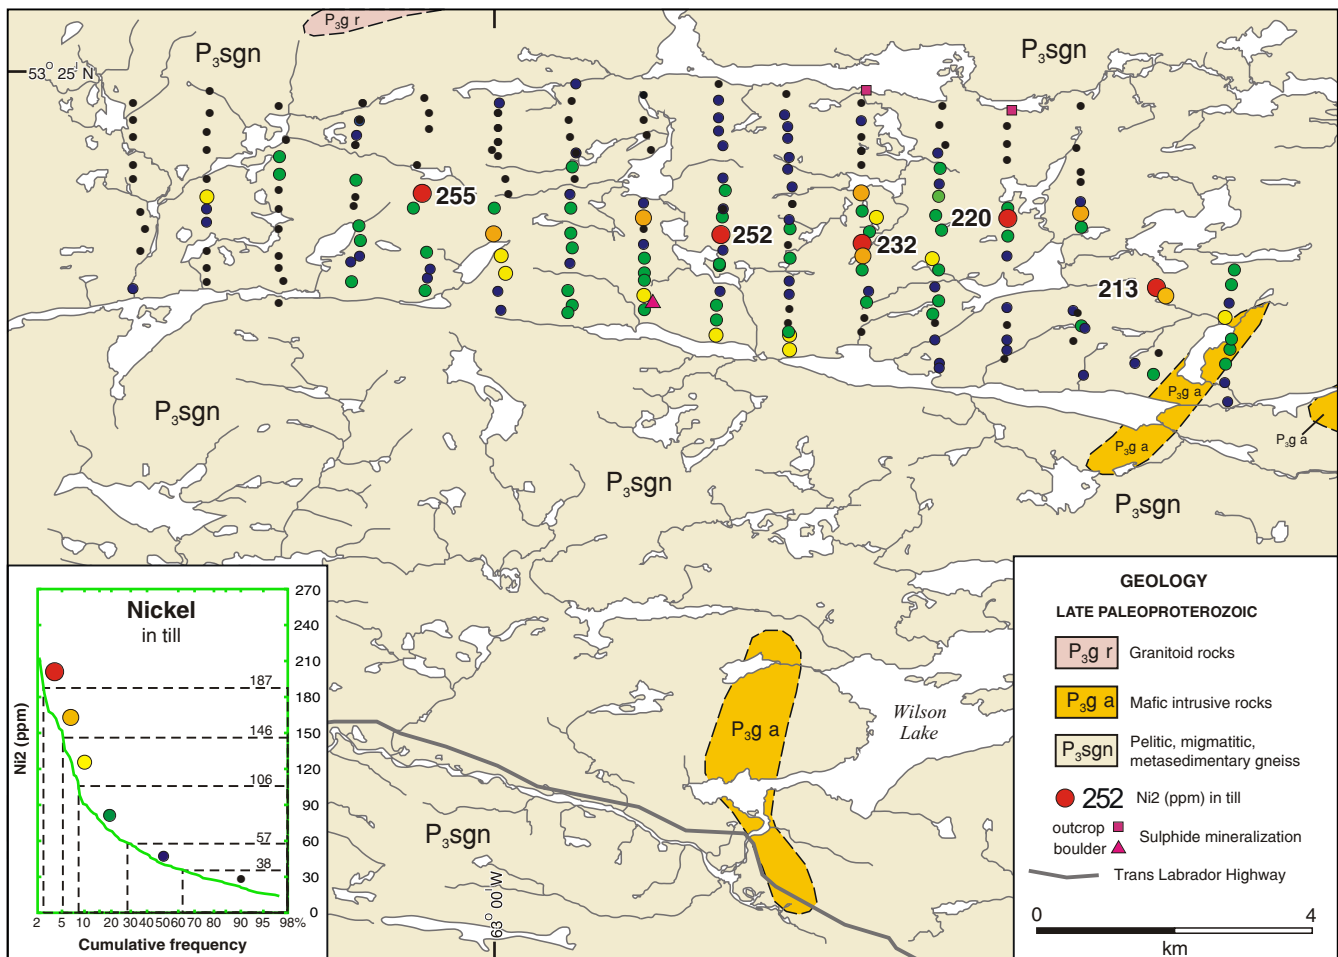 P₃g r
P₃sgn
P₃sgn
53° 25' N
255
252
232
220
213
P₃g a
P₃g a
P₃g a
P₃sgn
P₃sgn
P₃sgn
P₃g a
Wilson
Lake
P₃sgn
63° 00' W
Nickel
in till
Ni2 (ppm)
270
240
210
187
180
150
146
120
106
90
60
57
38
30
0
2 5 10 20 30 40 50 60 70 80 90 95 98%
Cumulative frequency
GEOLOGY
LATE PALEOPROTEROZOIC
P₃g r Granitoid rocks
P₃g a Mafic intrusive rocks
P₃sgn Pelitic, migmatitic,
metasedimentary gneiss
252 Ni2 (ppm) in till
outcrop
boulder
Sulphide mineralization
Trans Labrador Highway
0 4
km